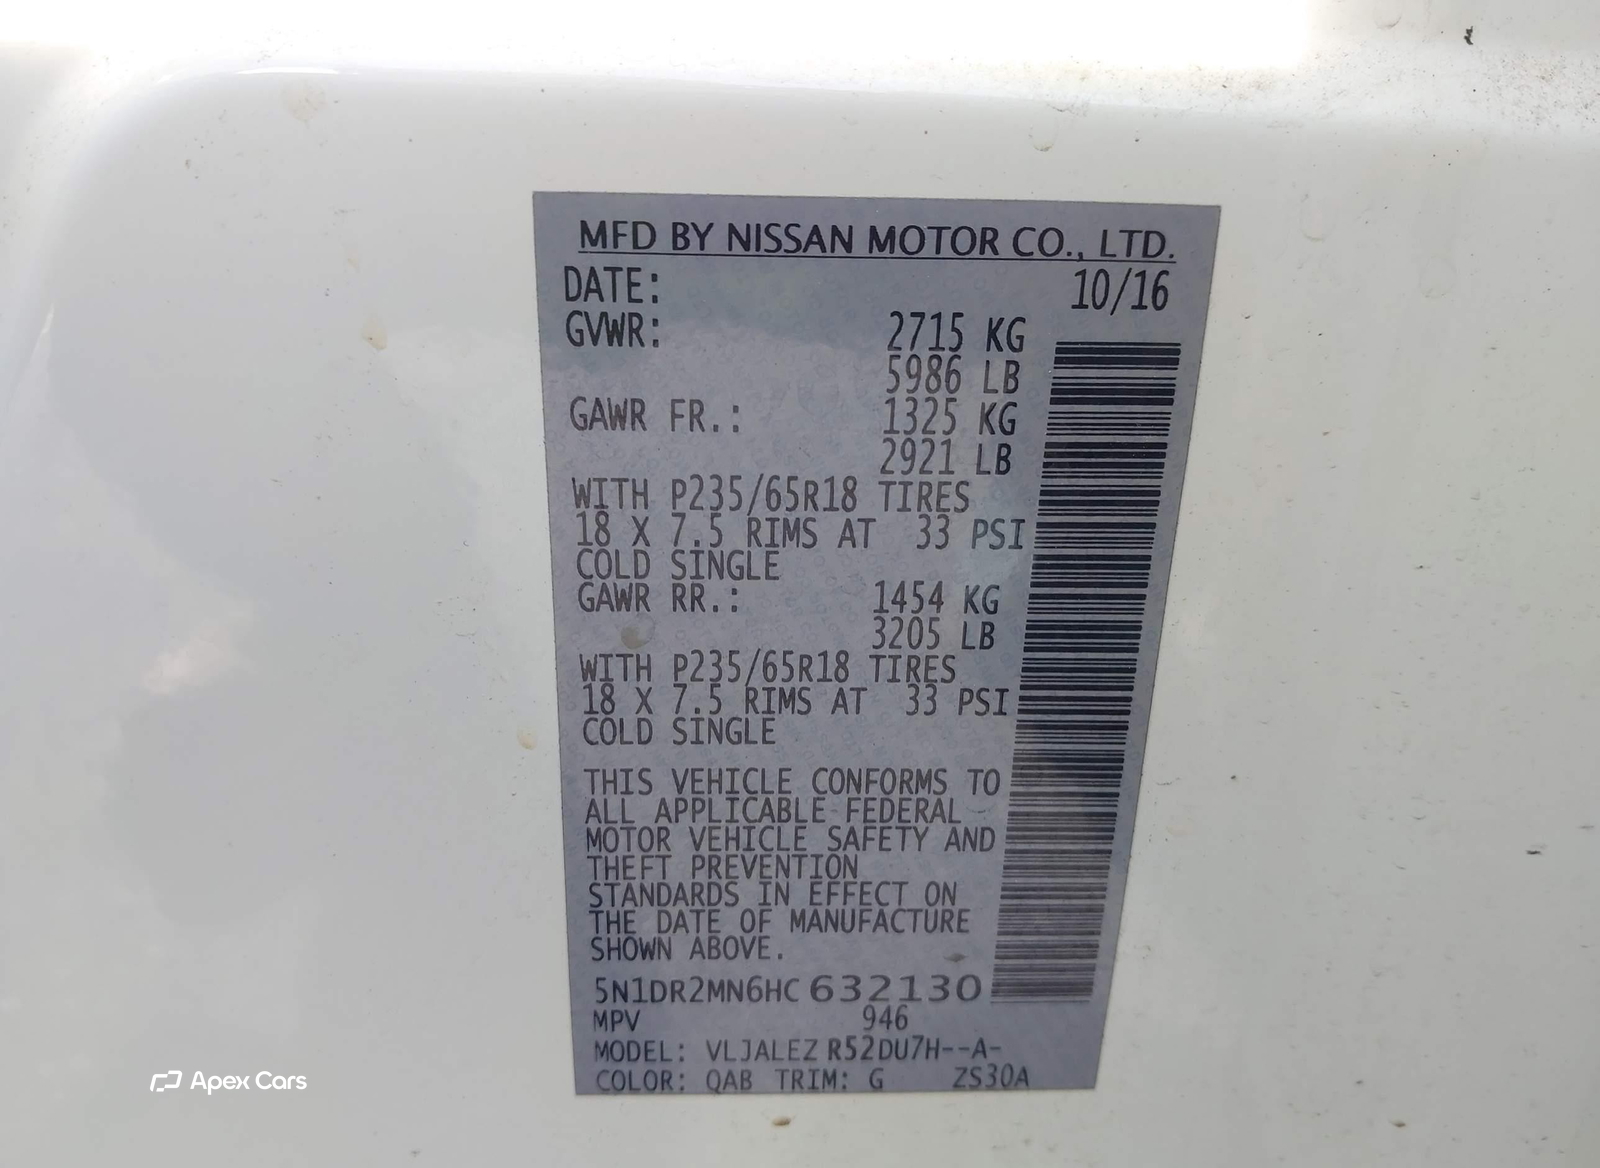 MFD BY NISSAN MOTOR CO., LTD.
DATE: 10/16
GVWR: 2715 KG
5986 LB
GAWR FR.: 1325 KG
2921 LB
WITH P235/65R18 TIRES
18 X 7.5 RIMS AT 33 PSI
COLD SINGLE
GAWR RR.: 1454 KG
3205 LB
WITH P235/65R18 TIRES
18 X 7.5 RIMS AT 33 PSI
COLD SINGLE
THIS VEHICLE CONFORMS TO
ALL APPLICABLE FEDERAL
MOTOR VEHICLE SAFETY AND
THEFT PREVENTION
STANDARDS IN EFFECT ON
THE DATE OF MANUFACTURE
SHOWN ABOVE.
5N1DR2MN6HC 632130
MPV 946
MODEL: VLJALEZ R52DU7H--A-
COLOR: QAB TRIM: G ZS30A
Apex Cars